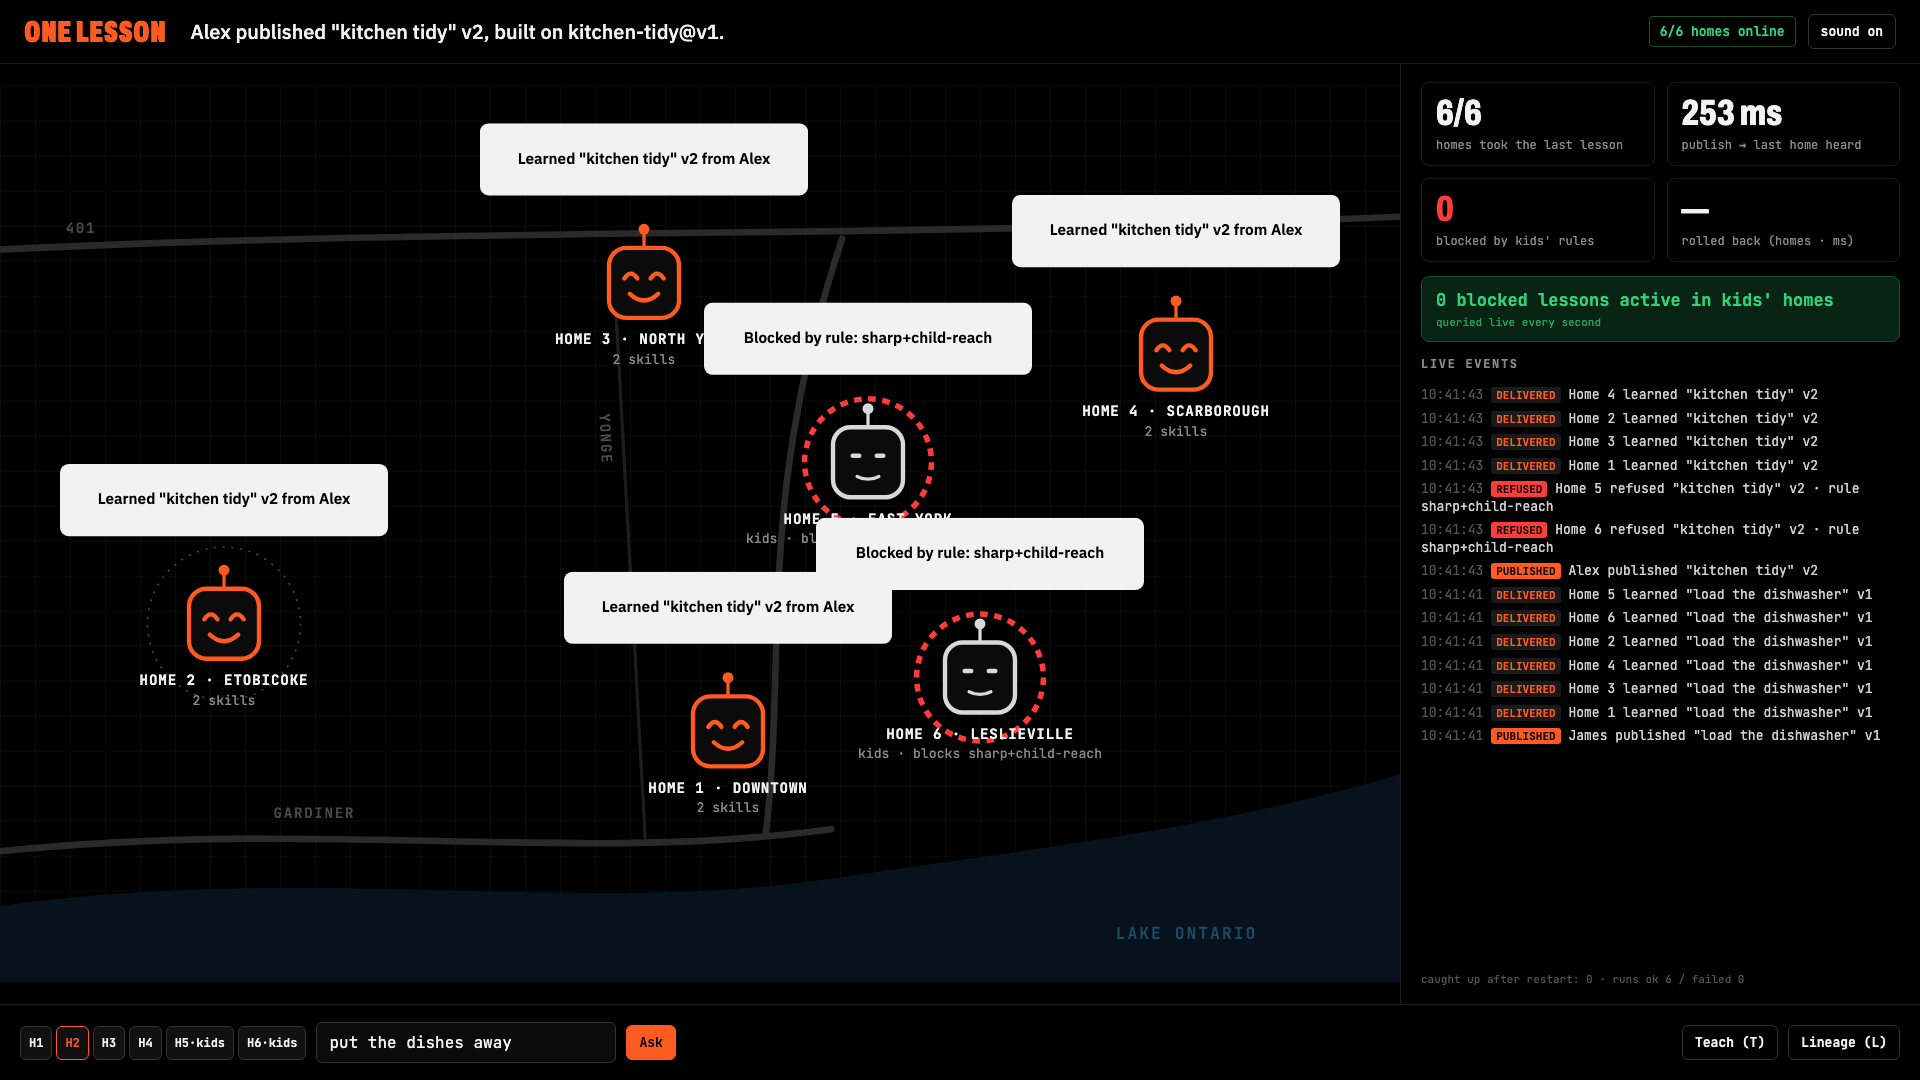 ONE LESSON
Alex published "kitchen tidy" v2, built on kitchen-tidy@v1.
6/6 homes online
sound on
Learned "kitchen tidy" v2 from Alex
Learned "kitchen tidy" v2 from Alex
401
HOME 3 · NORTH Y
2 skills
Blocked by rule: sharp+child-reach
HOME 4 · SCARBOROUGH
2 skills
YONGE
Learned "kitchen tidy" v2 from Alex
HOME 5 · EAST YORK
kids · bl
Blocked by rule: sharp+child-reach
Learned "kitchen tidy" v2 from Alex
HOME 2 · ETOBICOKE
2 skills
HOME 6 · LESLIEVILLE
kids · blocks sharp+child-reach
HOME 1 · DOWNTOWN
2 skills
GARDINER
LAKE ONTARIO
6/6
homes took the last lesson
253 ms
publish → last home heard
0
blocked by kids' rules
—
rolled back (homes · ms)
0 blocked lessons active in kids' homes
queried live every second
LIVE EVENTS
10:41:43 DELIVERED Home 4 learned "kitchen tidy" v2
10:41:43 DELIVERED Home 2 learned "kitchen tidy" v2
10:41:43 DELIVERED Home 3 learned "kitchen tidy" v2
10:41:43 DELIVERED Home 1 learned "kitchen tidy" v2
10:41:43 REFUSED Home 5 refused "kitchen tidy" v2 · rule
sharp+child-reach
10:41:43 REFUSED Home 6 refused "kitchen tidy" v2 · rule
sharp+child-reach
10:41:43 PUBLISHED Alex published "kitchen tidy" v2
10:41:41 DELIVERED Home 5 learned "load the dishwasher" v1
10:41:41 DELIVERED Home 6 learned "load the dishwasher" v1
10:41:41 DELIVERED Home 2 learned "load the dishwasher" v1
10:41:41 DELIVERED Home 4 learned "load the dishwasher" v1
10:41:41 DELIVERED Home 3 learned "load the dishwasher" v1
10:41:41 DELIVERED Home 1 learned "load the dishwasher" v1
10:41:41 PUBLISHED James published "load the dishwasher" v1
caught up after restart: 0 · runs ok 6 / failed 0
H1
H2
H3
H4
H5·kids
H6·kids
put the dishes away
Ask
Teach (T)
Lineage (L)